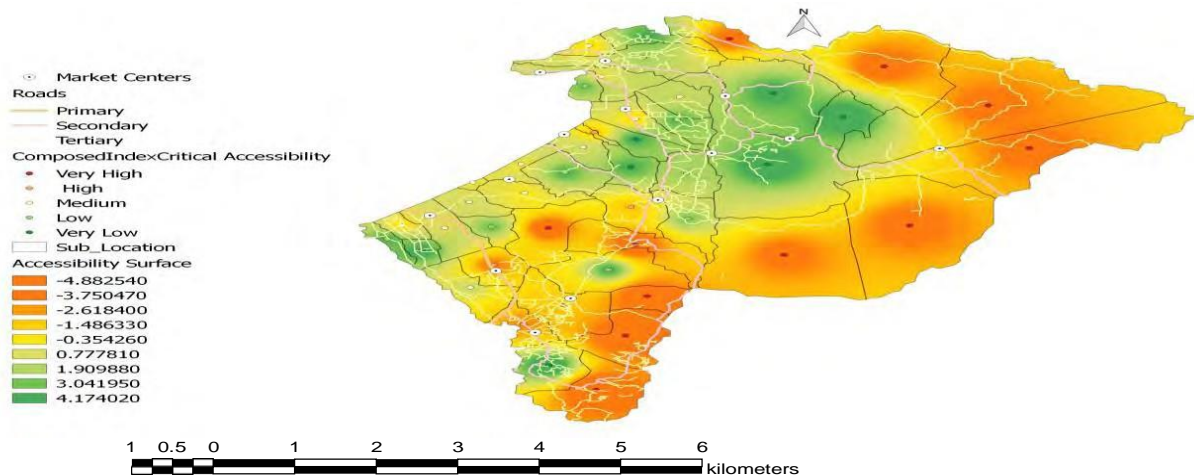 N
Market Centers
Roads
Primary
Secondary
Tertiary
ComposedIndexCritical Accessibility
Very High
High
Medium
Low
Very Low
Sub_Location
Accessibility Surface
-4.882540
-3.750470
-2.618400
-1.486330
-0.354260
0.777810
1.909880
3.041950
4.174020
1 0.5 0 1 2 3 4 5 6
kilometers